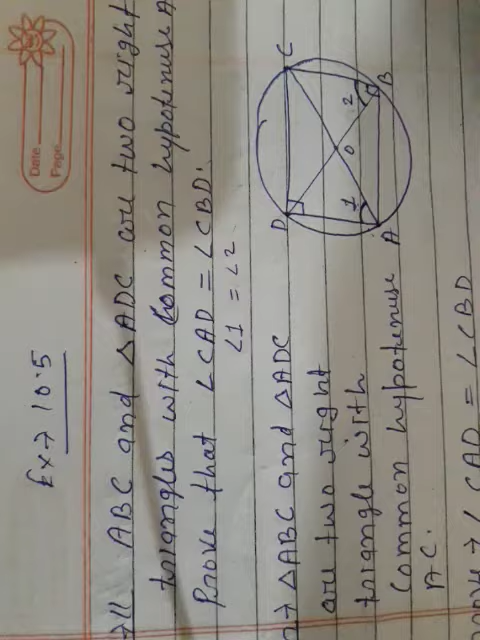 Date
Page
Ex → 10.5
→ 11 ABC and △ADC are two right
triangles with Common hypotenuse A
Prove that ∠CAD = ∠CBD.
∠1 = ∠2
→ △ABC and △ADC
are two right
triangle with
Common hypotenuse
AC.
→ ∠CAD = ∠CBD
C
B
2
O
1
D
A